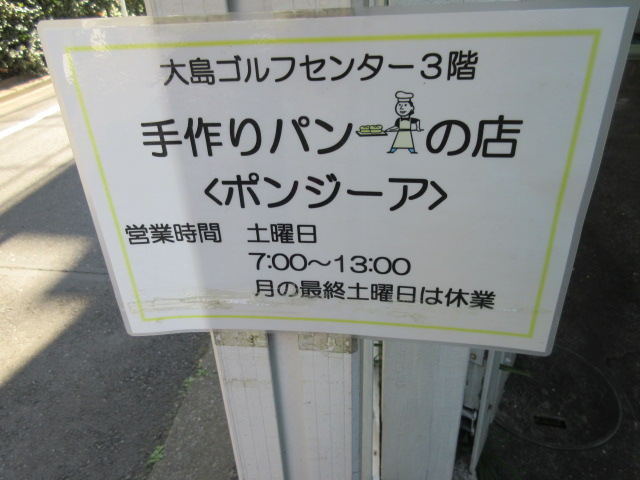 大島ゴルフセンター３階
手作りパンの店
<ポンジーア>
営業時間 土曜日
7:00～13:00
月の最終土曜日は休業